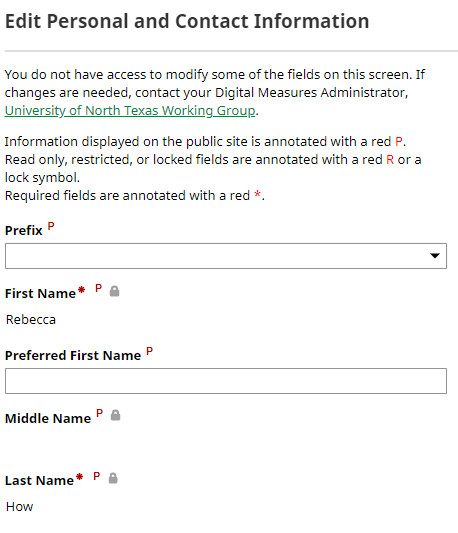 Edit Personal and Contact Information
You do not have access to modify some of the fields on this screen. If
changes are needed, contact your Digital Measures Administrator,
University of North Texas Working Group.
Information displayed on the public site is annotated with a red P.
Read only, restricted, or locked fields are annotated with a red R or a
lock symbol.
Required fields are annotated with a red *.
Prefix P
First Name* P
Rebecca
Preferred First Name P
Middle Name P
Last Name* P
How